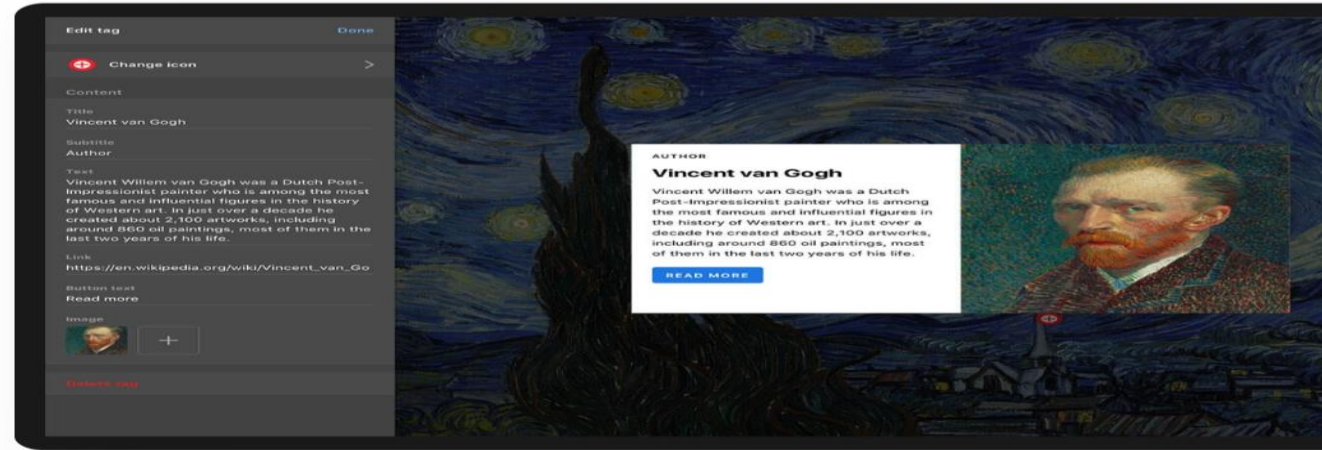 Edit tag
Done
Change icon
Content
Title
Vincent van Gogh
Subtitle
Author
Text
Vincent Willem van Gogh was a Dutch Post-
Impressionist painter who is among the most
famous and influential figures in the history
of Western art. In just over a decade he
created about 2,100 artworks, including
around 860 oil paintings, most of them in the
last two years of his life.
Link
https://en.wikipedia.org/wiki/Vincent_van_Go
Button text
Read more
Image
Delete tag
AUTHOR
Vincent van Gogh
Vincent Willem van Gogh was a Dutch
Post-Impressionist painter who is among
the most famous and influential figures in
the history of Western art. In just over a
decade he created about 2,100 artworks,
including around 860 oil paintings, most
of them in the last two years of his life.
READ MORE